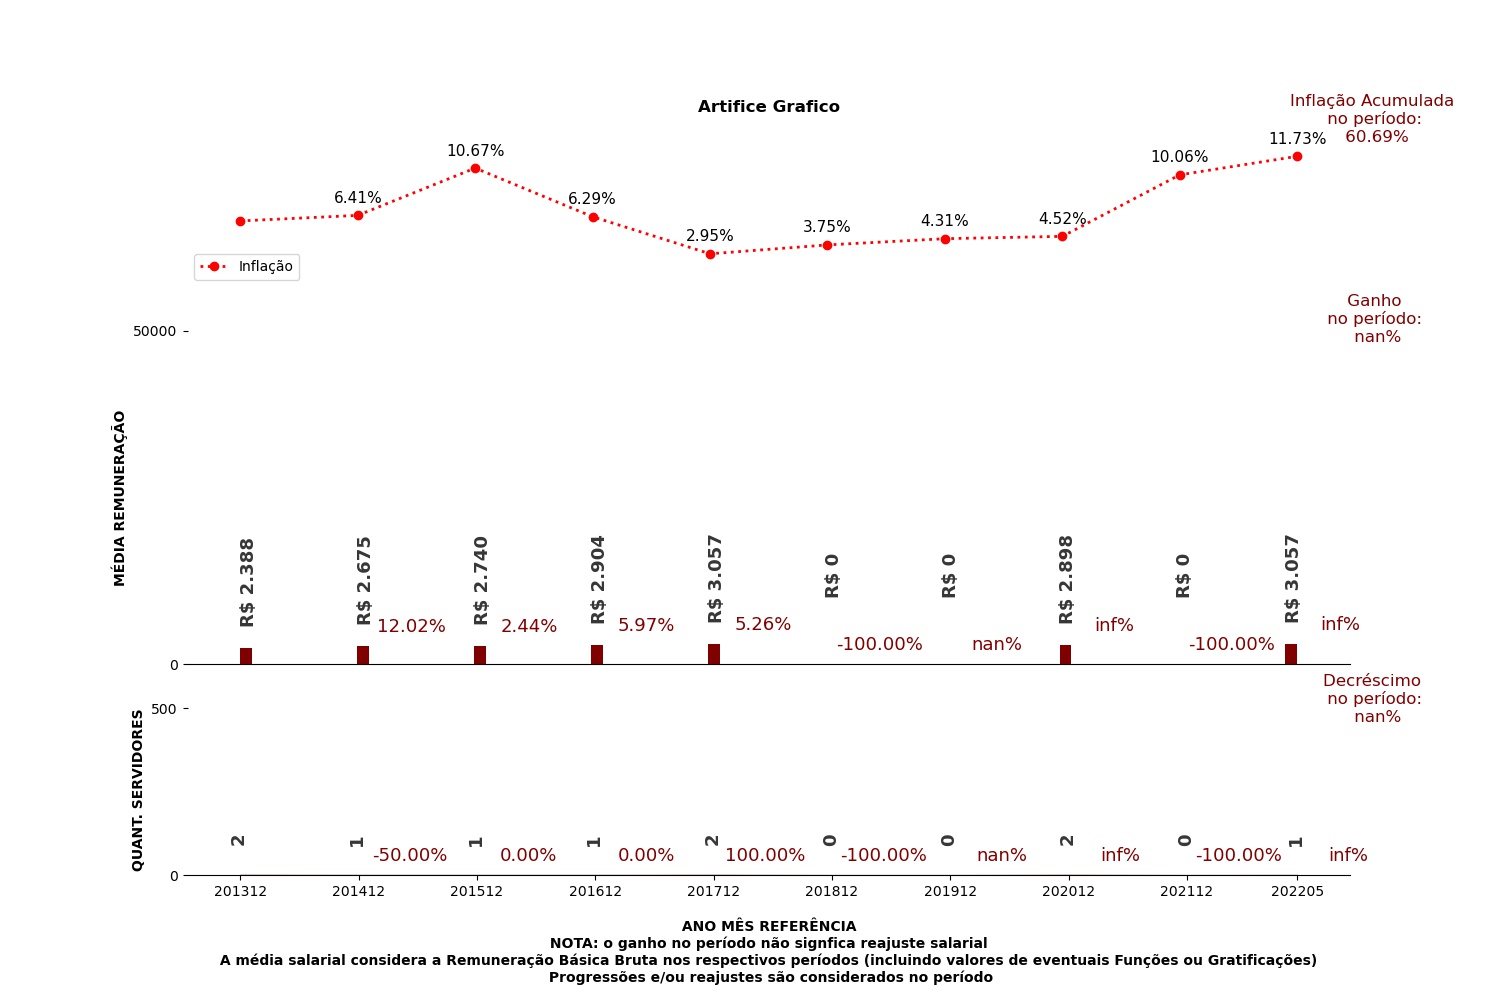 Artifice Grafico
Inflação Acumulada
no período:
60.69%
6.41%
10.67%
6.29%
2.95%
3.75%
4.31%
4.52%
10.06%
11.73%
Inflação
Ganho
no período:
nan%
50000
0
MÉDIA REMUNERAÇÃO
R$ 2.388
R$ 2.675
R$ 2.740
R$ 2.904
R$ 3.057
R$ 0
R$ 0
R$ 2.898
R$ 0
R$ 3.057
12.02%
2.44%
5.97%
5.26%
-100.00%
nan%
inf%
-100.00%
inf%
Decréscimo
no período:
nan%
500
0
QUANT. SERVIDORES
2
1
1
1
2
0
0
2
0
1
-50.00%
0.00%
0.00%
100.00%
-100.00%
nan%
inf%
-100.00%
inf%
201312
201412
201512
201612
201712
201812
201912
202012
202112
202205
ANO MÊS REFERÊNCIA
NOTA: o ganho no período não signfica reajuste salarial
A média salarial considera a Remuneração Básica Bruta nos respectivos períodos (incluindo valores de eventuais Funções ou Gratificações)
Progressões e/ou reajustes são considerados no período